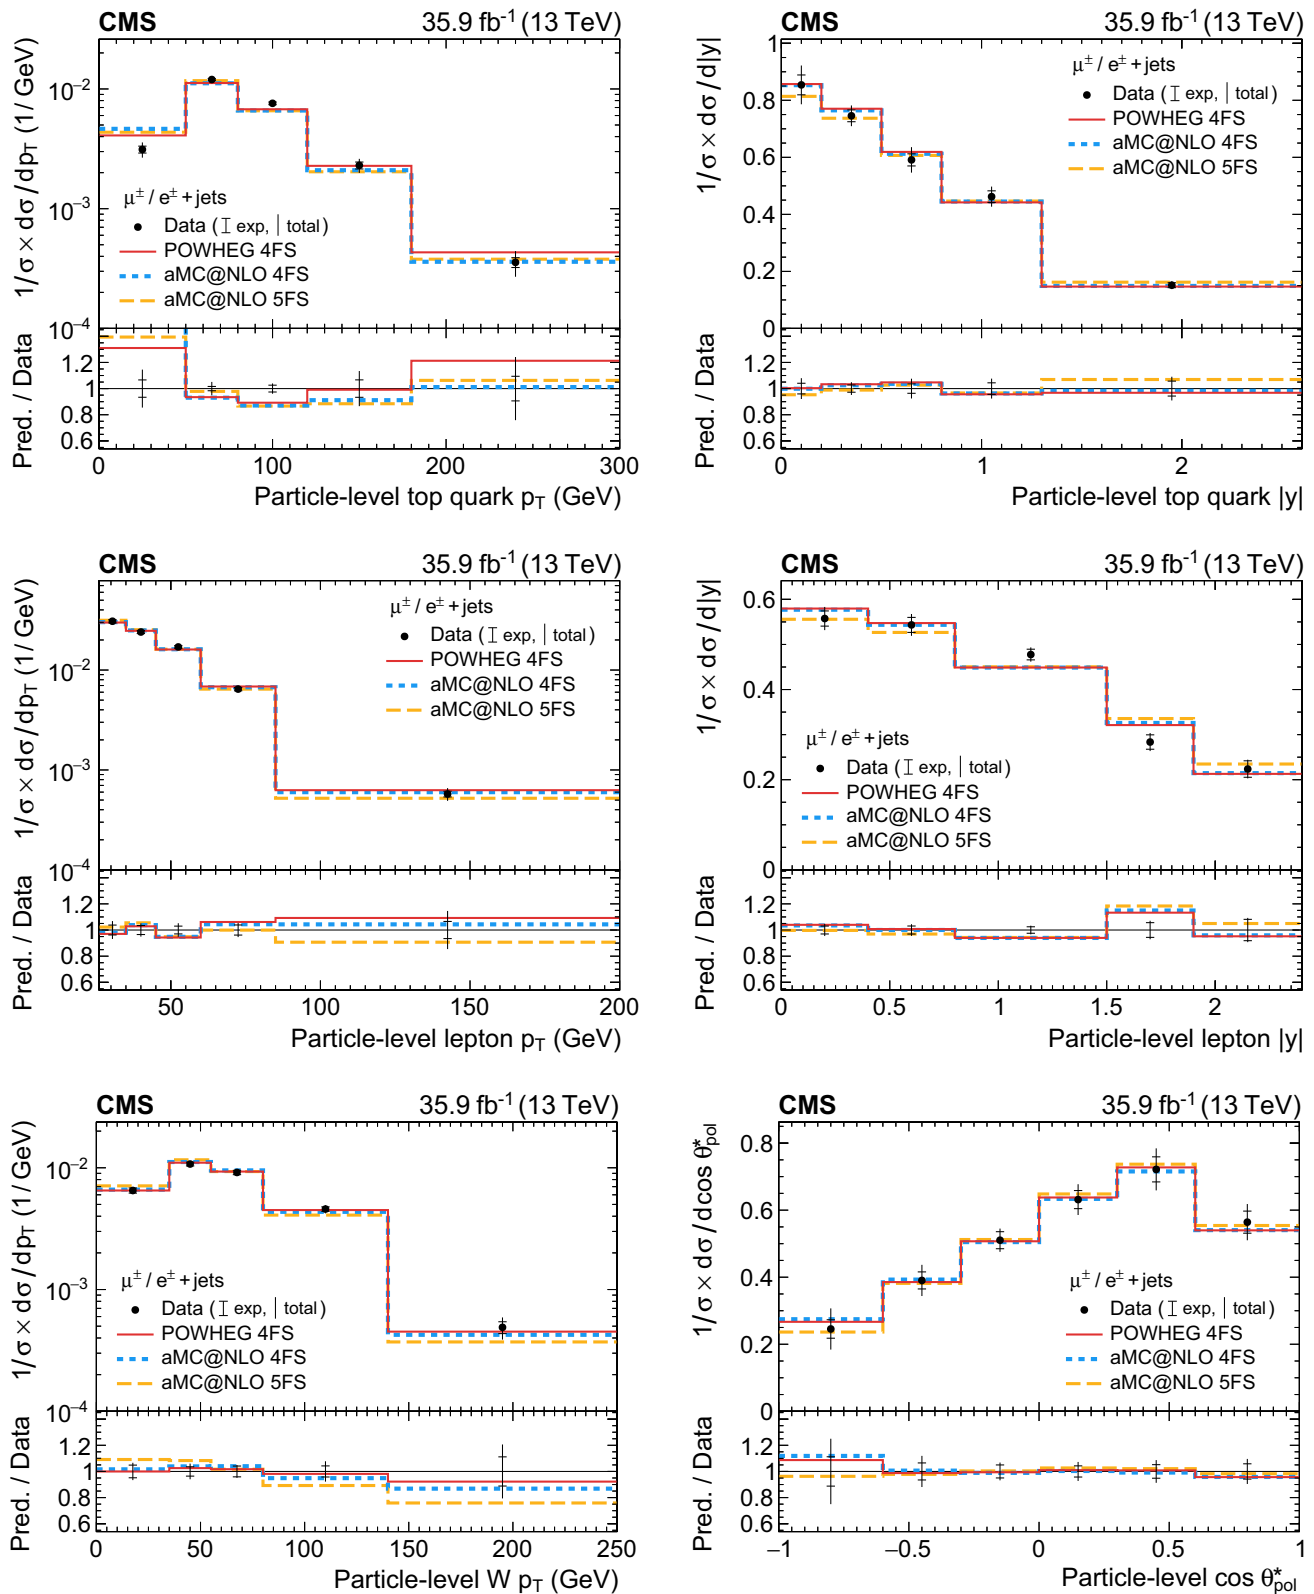 CMS 35.9 fb⁻¹ (13 TeV)
1/σ × dσ/dp_T (1/ GeV)
10⁻²
10⁻³
10⁻⁴
μ± / e± + jets
Data ( exp, | total)
POWHEG 4FS
aMC@NLO 4FS
aMC@NLO 5FS
Pred. / Data
1.2
1
0.8
0.6
0 100 200 300
Particle-level top quark p_T (GeV)
CMS 35.9 fb⁻¹ (13 TeV)
1/σ × dσ/d|y|
1
0.8
0.6
0.4
0.2
0
μ± / e± + jets
Data ( exp, | total)
POWHEG 4FS
aMC@NLO 4FS
aMC@NLO 5FS
Pred. / Data
1.2
1
0.8
0.6
0 1 2
Particle-level top quark |y|
CMS 35.9 fb⁻¹ (13 TeV)
1/σ × dσ/dp_T (1/ GeV)
10⁻²
10⁻³
10⁻⁴
μ± / e± + jets
Data ( exp, | total)
POWHEG 4FS
aMC@NLO 4FS
aMC@NLO 5FS
Pred. / Data
1.2
1
0.8
0.6
50 100 150 200
Particle-level lepton p_T (GeV)
CMS 35.9 fb⁻¹ (13 TeV)
1/σ × dσ/d|y|
0.6
0.4
0.2
0
μ± / e± + jets
Data ( exp, | total)
POWHEG 4FS
aMC@NLO 4FS
aMC@NLO 5FS
Pred. / Data
1.2
1
0.8
0.6
0 0.5 1 1.5 2
Particle-level lepton |y|
CMS 35.9 fb⁻¹ (13 TeV)
1/σ × dσ/dp_T (1/ GeV)
10⁻²
10⁻³
10⁻⁴
μ± / e± + jets
Data ( exp, | total)
POWHEG 4FS
aMC@NLO 4FS
aMC@NLO 5FS
Pred. / Data
1.2
1
0.8
0.6
0 50 100 150 200 250
Particle-level W p_T (GeV)
CMS 35.9 fb⁻¹ (13 TeV)
1/σ × dσ/dcos θ*_pol
0.8
0.6
0.4
0.2
0
μ± / e± + jets
Data ( exp, | total)
POWHEG 4FS
aMC@NLO 4FS
aMC@NLO 5FS
Pred. / Data
1.2
1
0.8
0.6
−1 −0.5 0 0.5 1
Particle-level cos θ*_pol